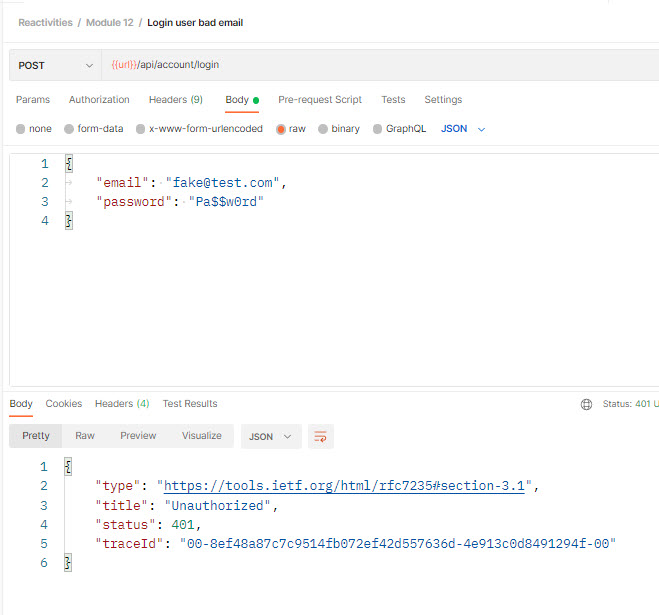 Reactivities / Module 12 / Login user bad email
POST {{url}}/api/account/login
Params Authorization Headers (9) Body Pre-request Script Tests Settings
none form-data x-www-form-urlencoded raw binary GraphQL JSON
1 {
2 "email": "fake@test.com",
3 "password": "Pa$$w0rd"
4 }
Body Cookies Headers (4) Test Results Status: 401 U
Pretty Raw Preview Visualize JSON
1 {
2 "type": "https://tools.ietf.org/html/rfc7235#section-3.1",
3 "title": "Unauthorized",
4 "status": 401,
5 "traceId": "00-8ef48a87c7c9514fb072ef42d557636d-4e913c0d8491294f-00"
6 }